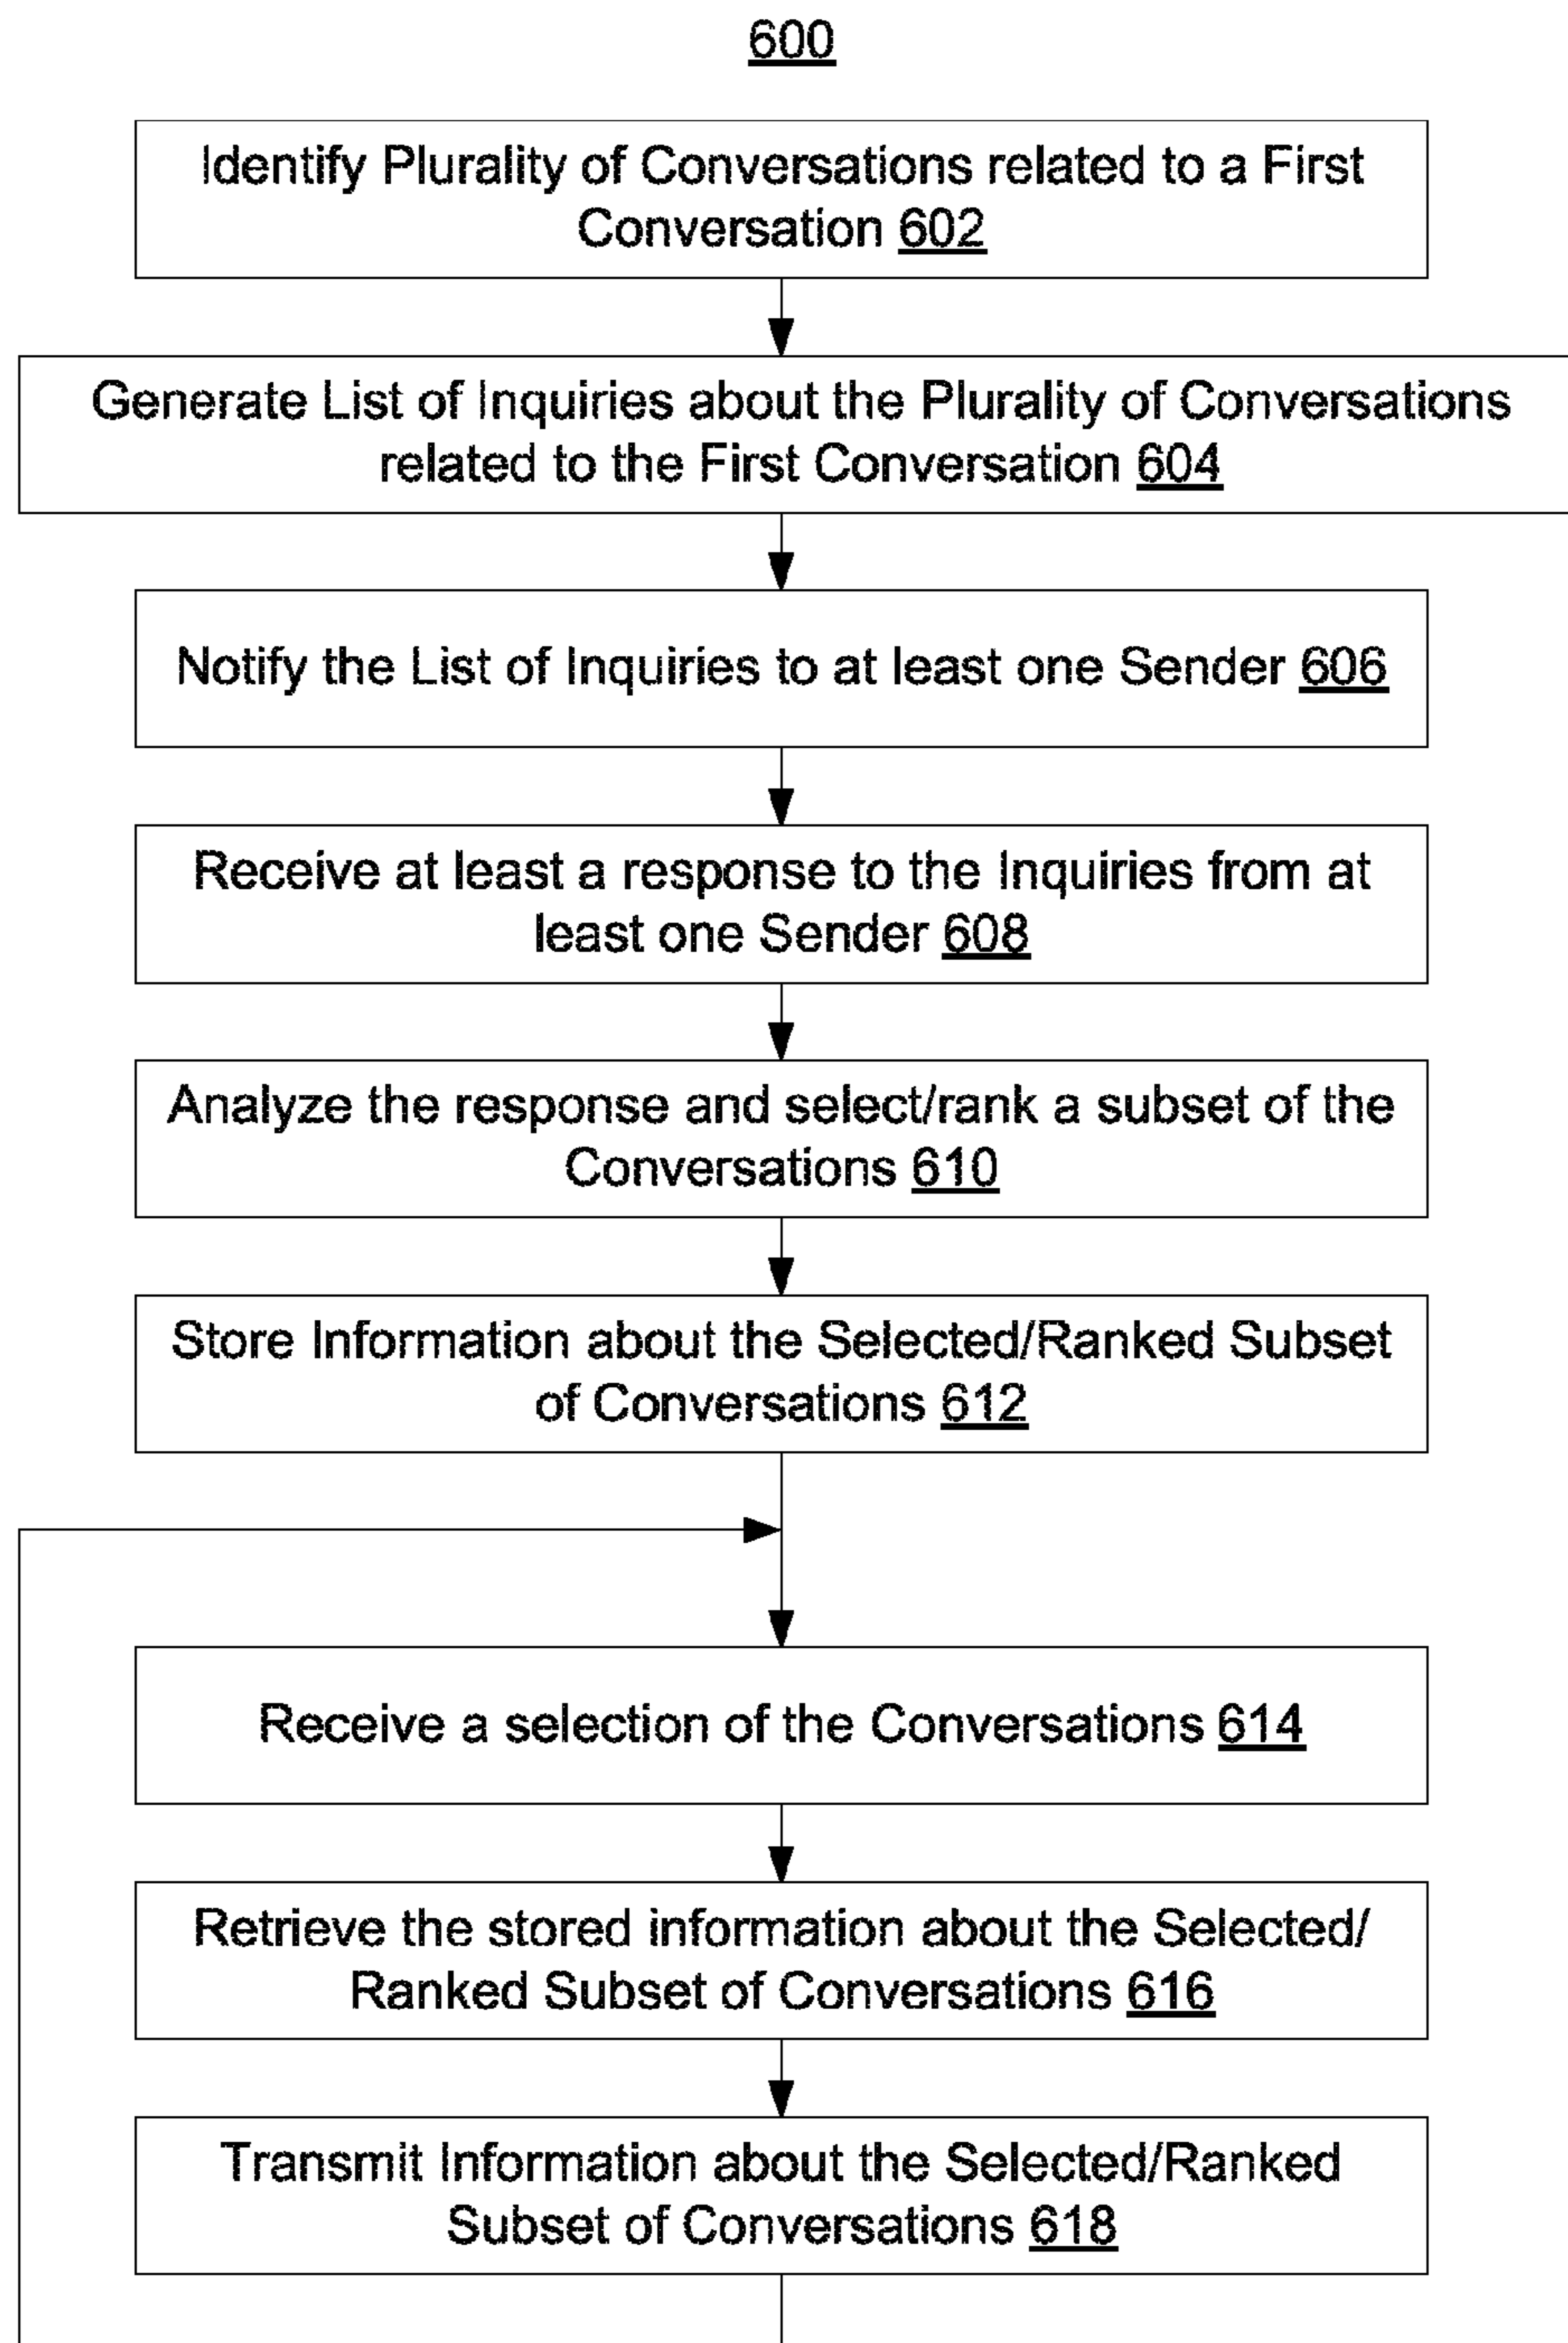 600
Identify Plurality of Conversations related to a First
Conversation 602
Generate List of Inquiries about the Plurality of Conversations
related to the First Conversation 604
Notify the List of Inquiries to at least one Sender 606
Receive at least a response to the Inquiries from at
least one Sender 608
Analyze the response and select/rank a subset of the
Conversations 610
Store Information about the Selected/Ranked Subset
of Conversations 612
Receive a selection of the Conversations 614
Retrieve the stored information about the Selected/
Ranked Subset of Conversations 616
Transmit Information about the Selected/Ranked
Subset of Conversations 618